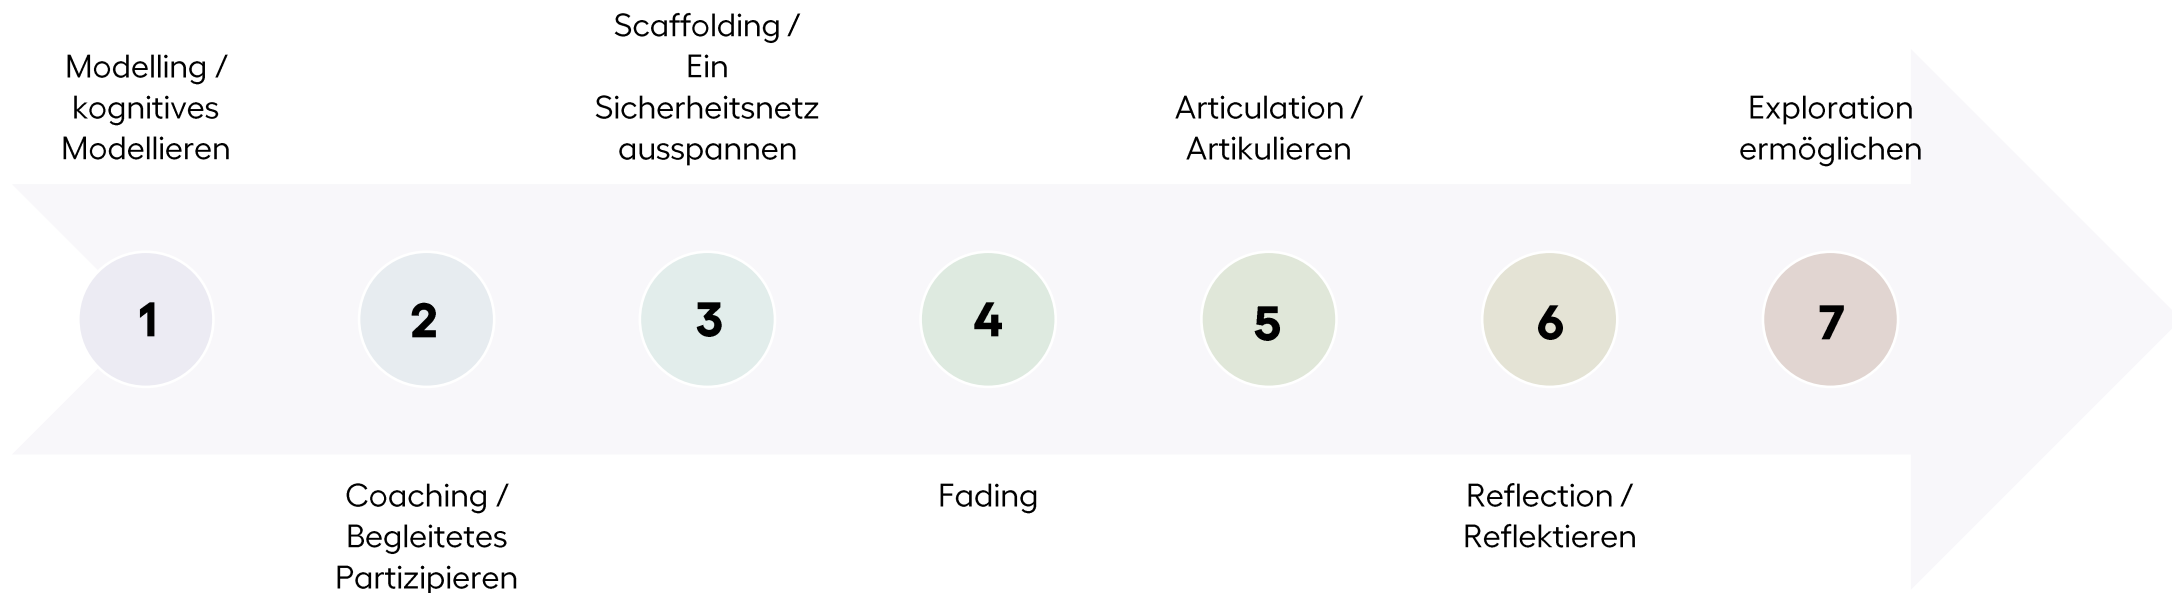 Modelling /
kognitives
Modellieren
1
Coaching /
Begleitetes
Partizipieren
2
Scaffolding /
Ein
Sicherheitsnetz
ausspannen
3
Fading
4
Articulation /
Artikulieren
5
Reflection /
Reflektieren
6
Exploration
ermöglichen
7